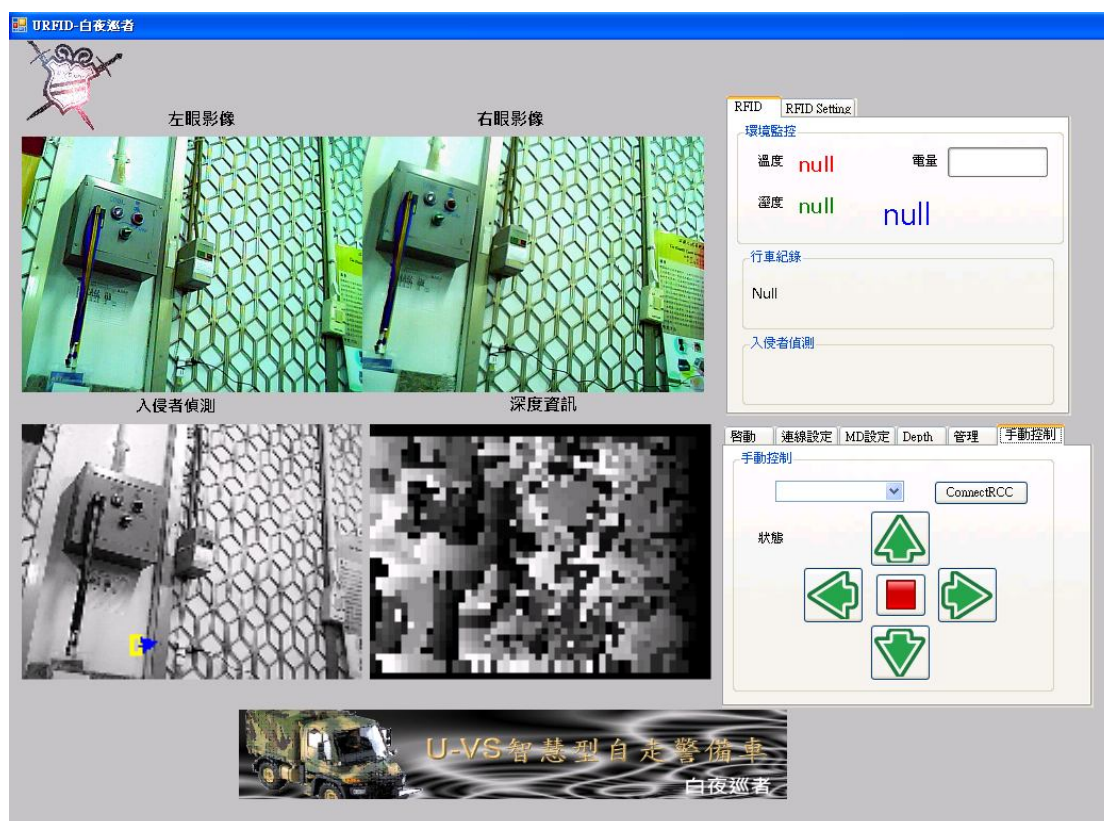 URFID-白夜巡者
左眼影像
右眼影像
入侵者偵測
深度資訊
RFID
RFID Setting
環境監控
溫度
null
電量
溼度
null
null
行車紀錄
Null
入侵者偵測
啓動
連線設定
MD設定
Depth
管理
手動控制
手動控制
ConnectRCC
狀態
U-VS智慧型自走警備車
白夜巡者